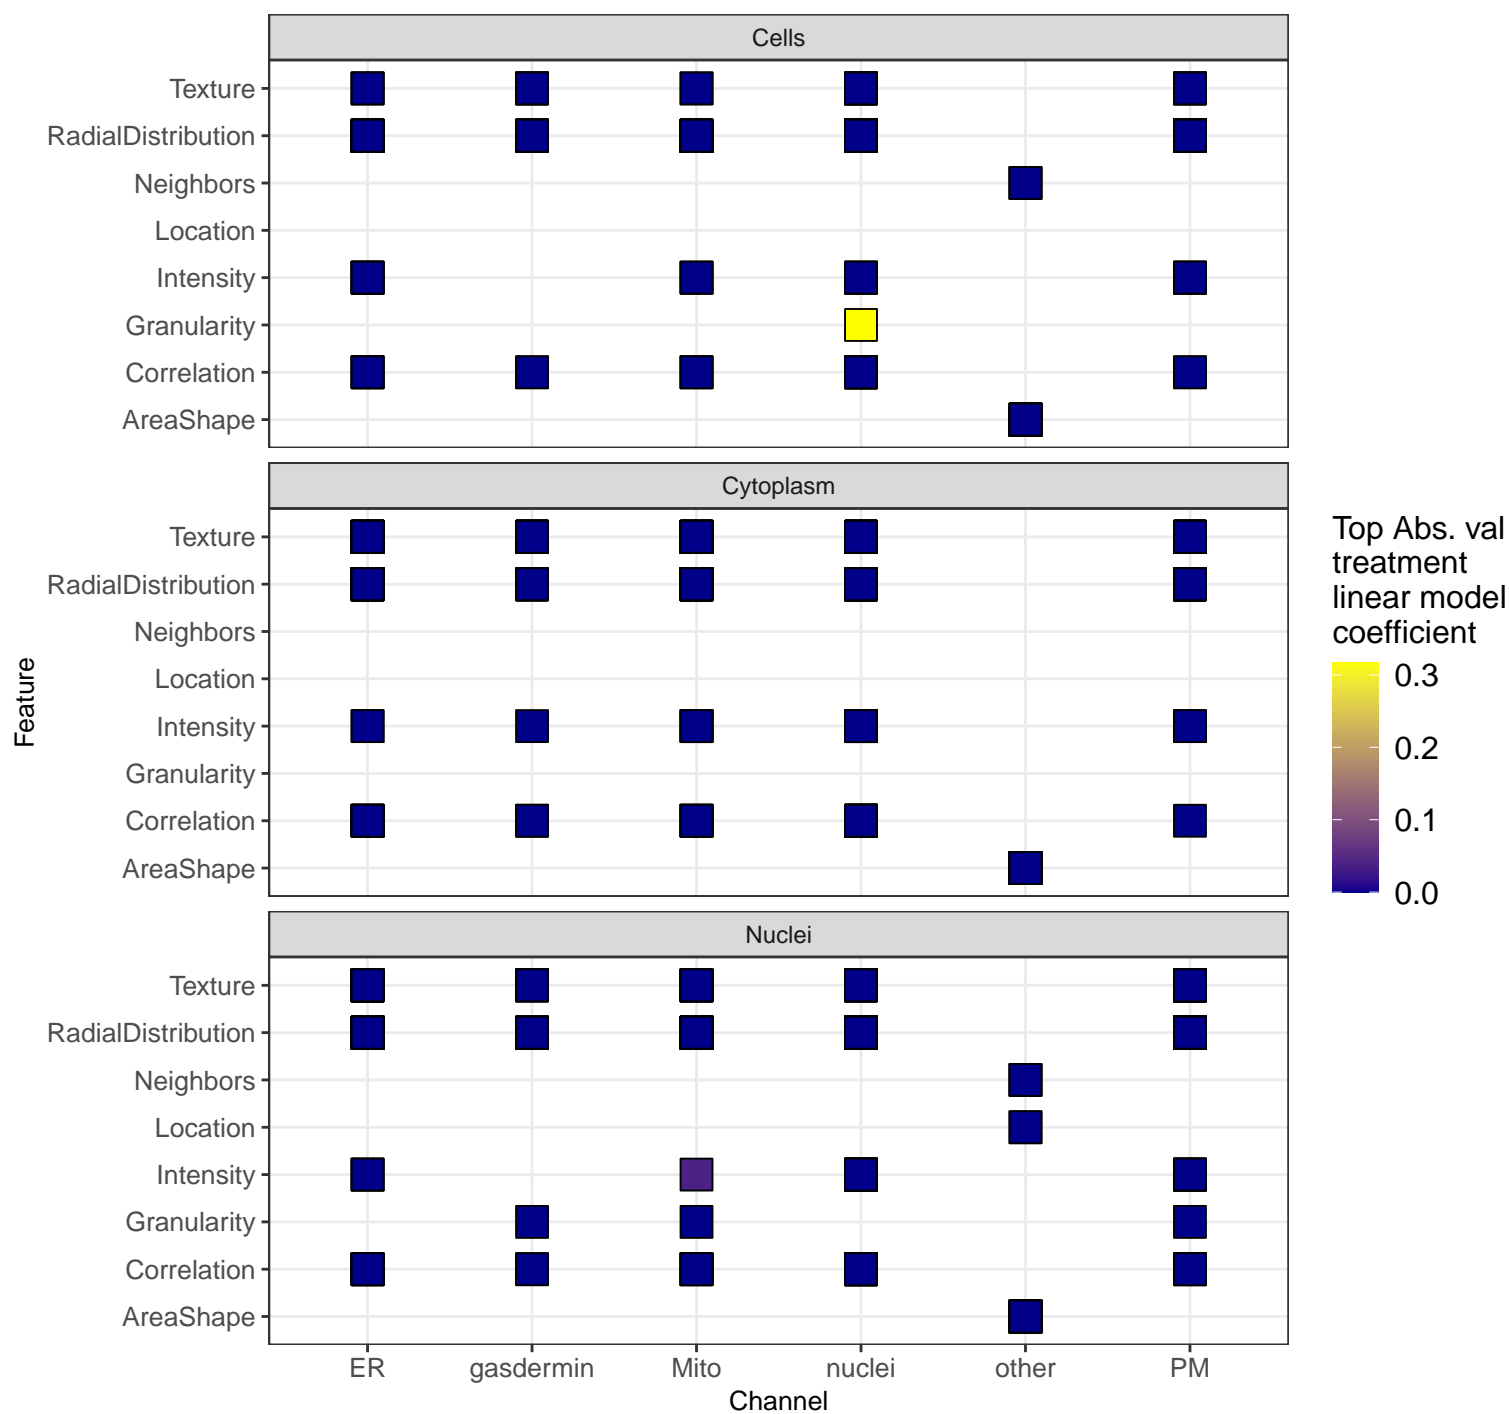 Cells
Texture
RadialDistribution
Neighbors
Location
Intensity
Granularity
Correlation
AreaShape
Cytoplasm
Texture
RadialDistribution
Neighbors
Location
Intensity
Granularity
Correlation
AreaShape
Nuclei
Texture
RadialDistribution
Neighbors
Location
Intensity
Granularity
Correlation
AreaShape
ER gasdermin Mito nuclei other PM
Channel
Feature
Top Abs. val
treatment
linear model
coefficient
0.3
0.2
0.1
0.0